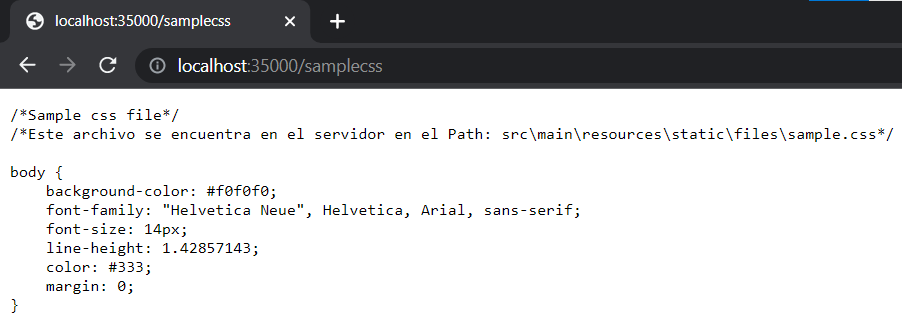 localhost:35000/samplecss
localhost:35000/samplecss
/*Sample css file*/
/*Este archivo se encuentra en el servidor en el Path: src\main\resources\static\files\sample.css*/

body {
    background-color: #f0f0f0;
    font-family: "Helvetica Neue", Helvetica, Arial, sans-serif;
    font-size: 14px;
    line-height: 1.42857143;
    color: #333;
    margin: 0;
}